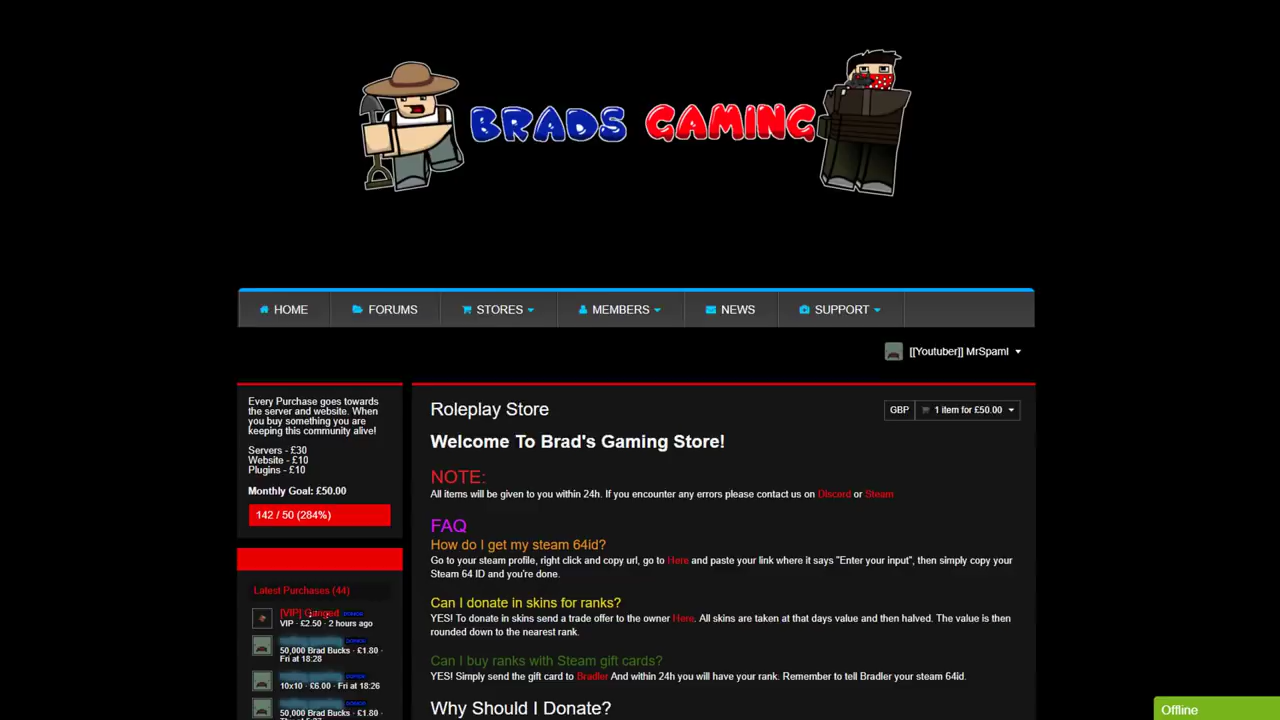 BRADS GAMING
HOME
FORUMS
STORES
MEMBERS
NEWS
SUPPORT
[[Youtuber]] MrSpaml
Every Purchase goes towards
the server and website. When
you buy something you are
keeping this community alive!
Servers - £30
Website - £10
Plugins - £10
Monthly Goal: £50.00
142 / 50 (284%)
Latest Purchases (44)
[VIP]
VIP · £2.50 · 2 hours ago
50,000 Brad Bucks · £1.80 ·
Fri at 18:28
10x10 · £6.00 · Fri at 18:26
50,000 Brad Bucks · £1.80 ·
Roleplay Store
GBP
1 item for £50.00
Welcome To Brad's Gaming Store!
NOTE:
All items will be given to you within 24h. If you encounter any errors please contact us on Discord or Steam
FAQ
How do I get my steam 64id?
Go to your steam profile, right click and copy url, go to Here and paste your link where it says "Enter your input", then simply copy your
Steam 64 ID and you're done.
Can I donate in skins for ranks?
YES! To donate in skins send a trade offer to the owner Here. All skins are taken at that days value and then halved. The value is then
rounded down to the nearest rank.
Can I buy ranks with Steam gift cards?
YES! Simply send the gift card to Bradler And within 24h you will have your rank. Remember to tell Bradler your steam 64id.
Why Should I Donate?
Offline